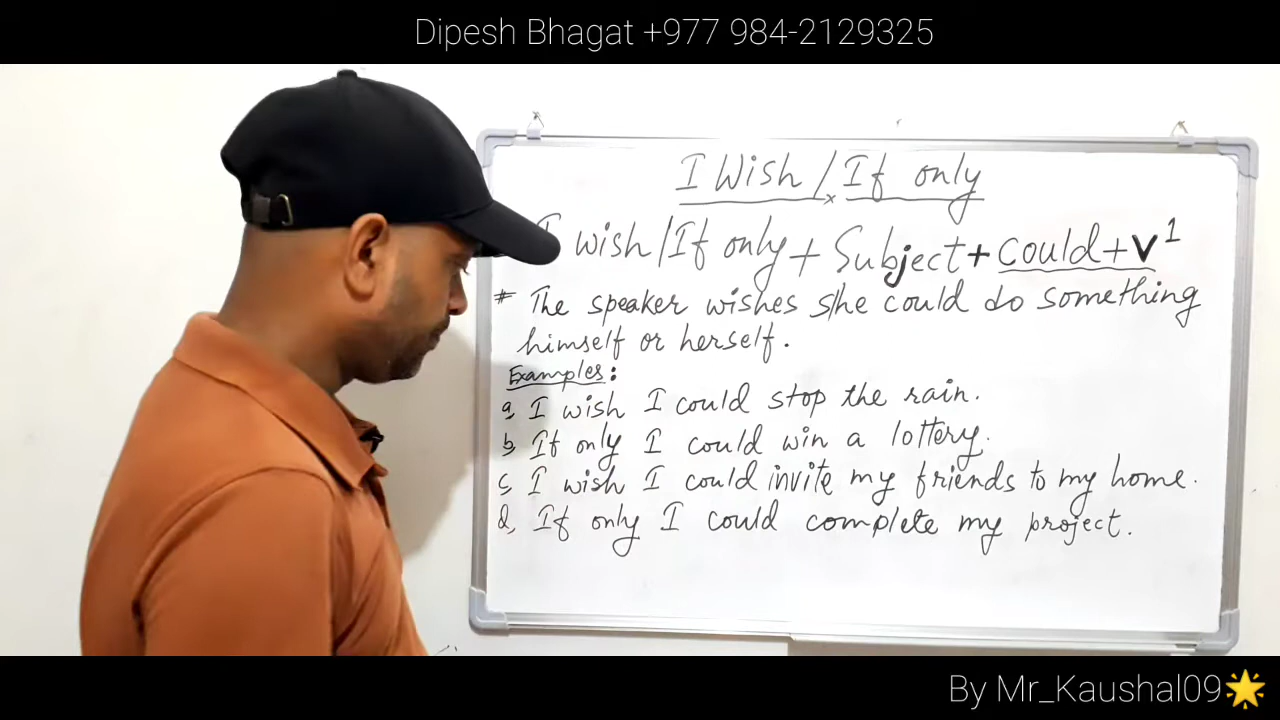 Dipesh Bhagat +977 984-2129325
I Wish / If only
I wish/If only + Subject + could + V¹
* The speaker wishes s/he could do something
himself or herself.
Examples:
a, I wish I could stop the rain.
b, If only I could win a lottery.
c, I wish I could invite my friends to my home.
d, If only I could complete my project.
By Mr_Kaushal09🌟